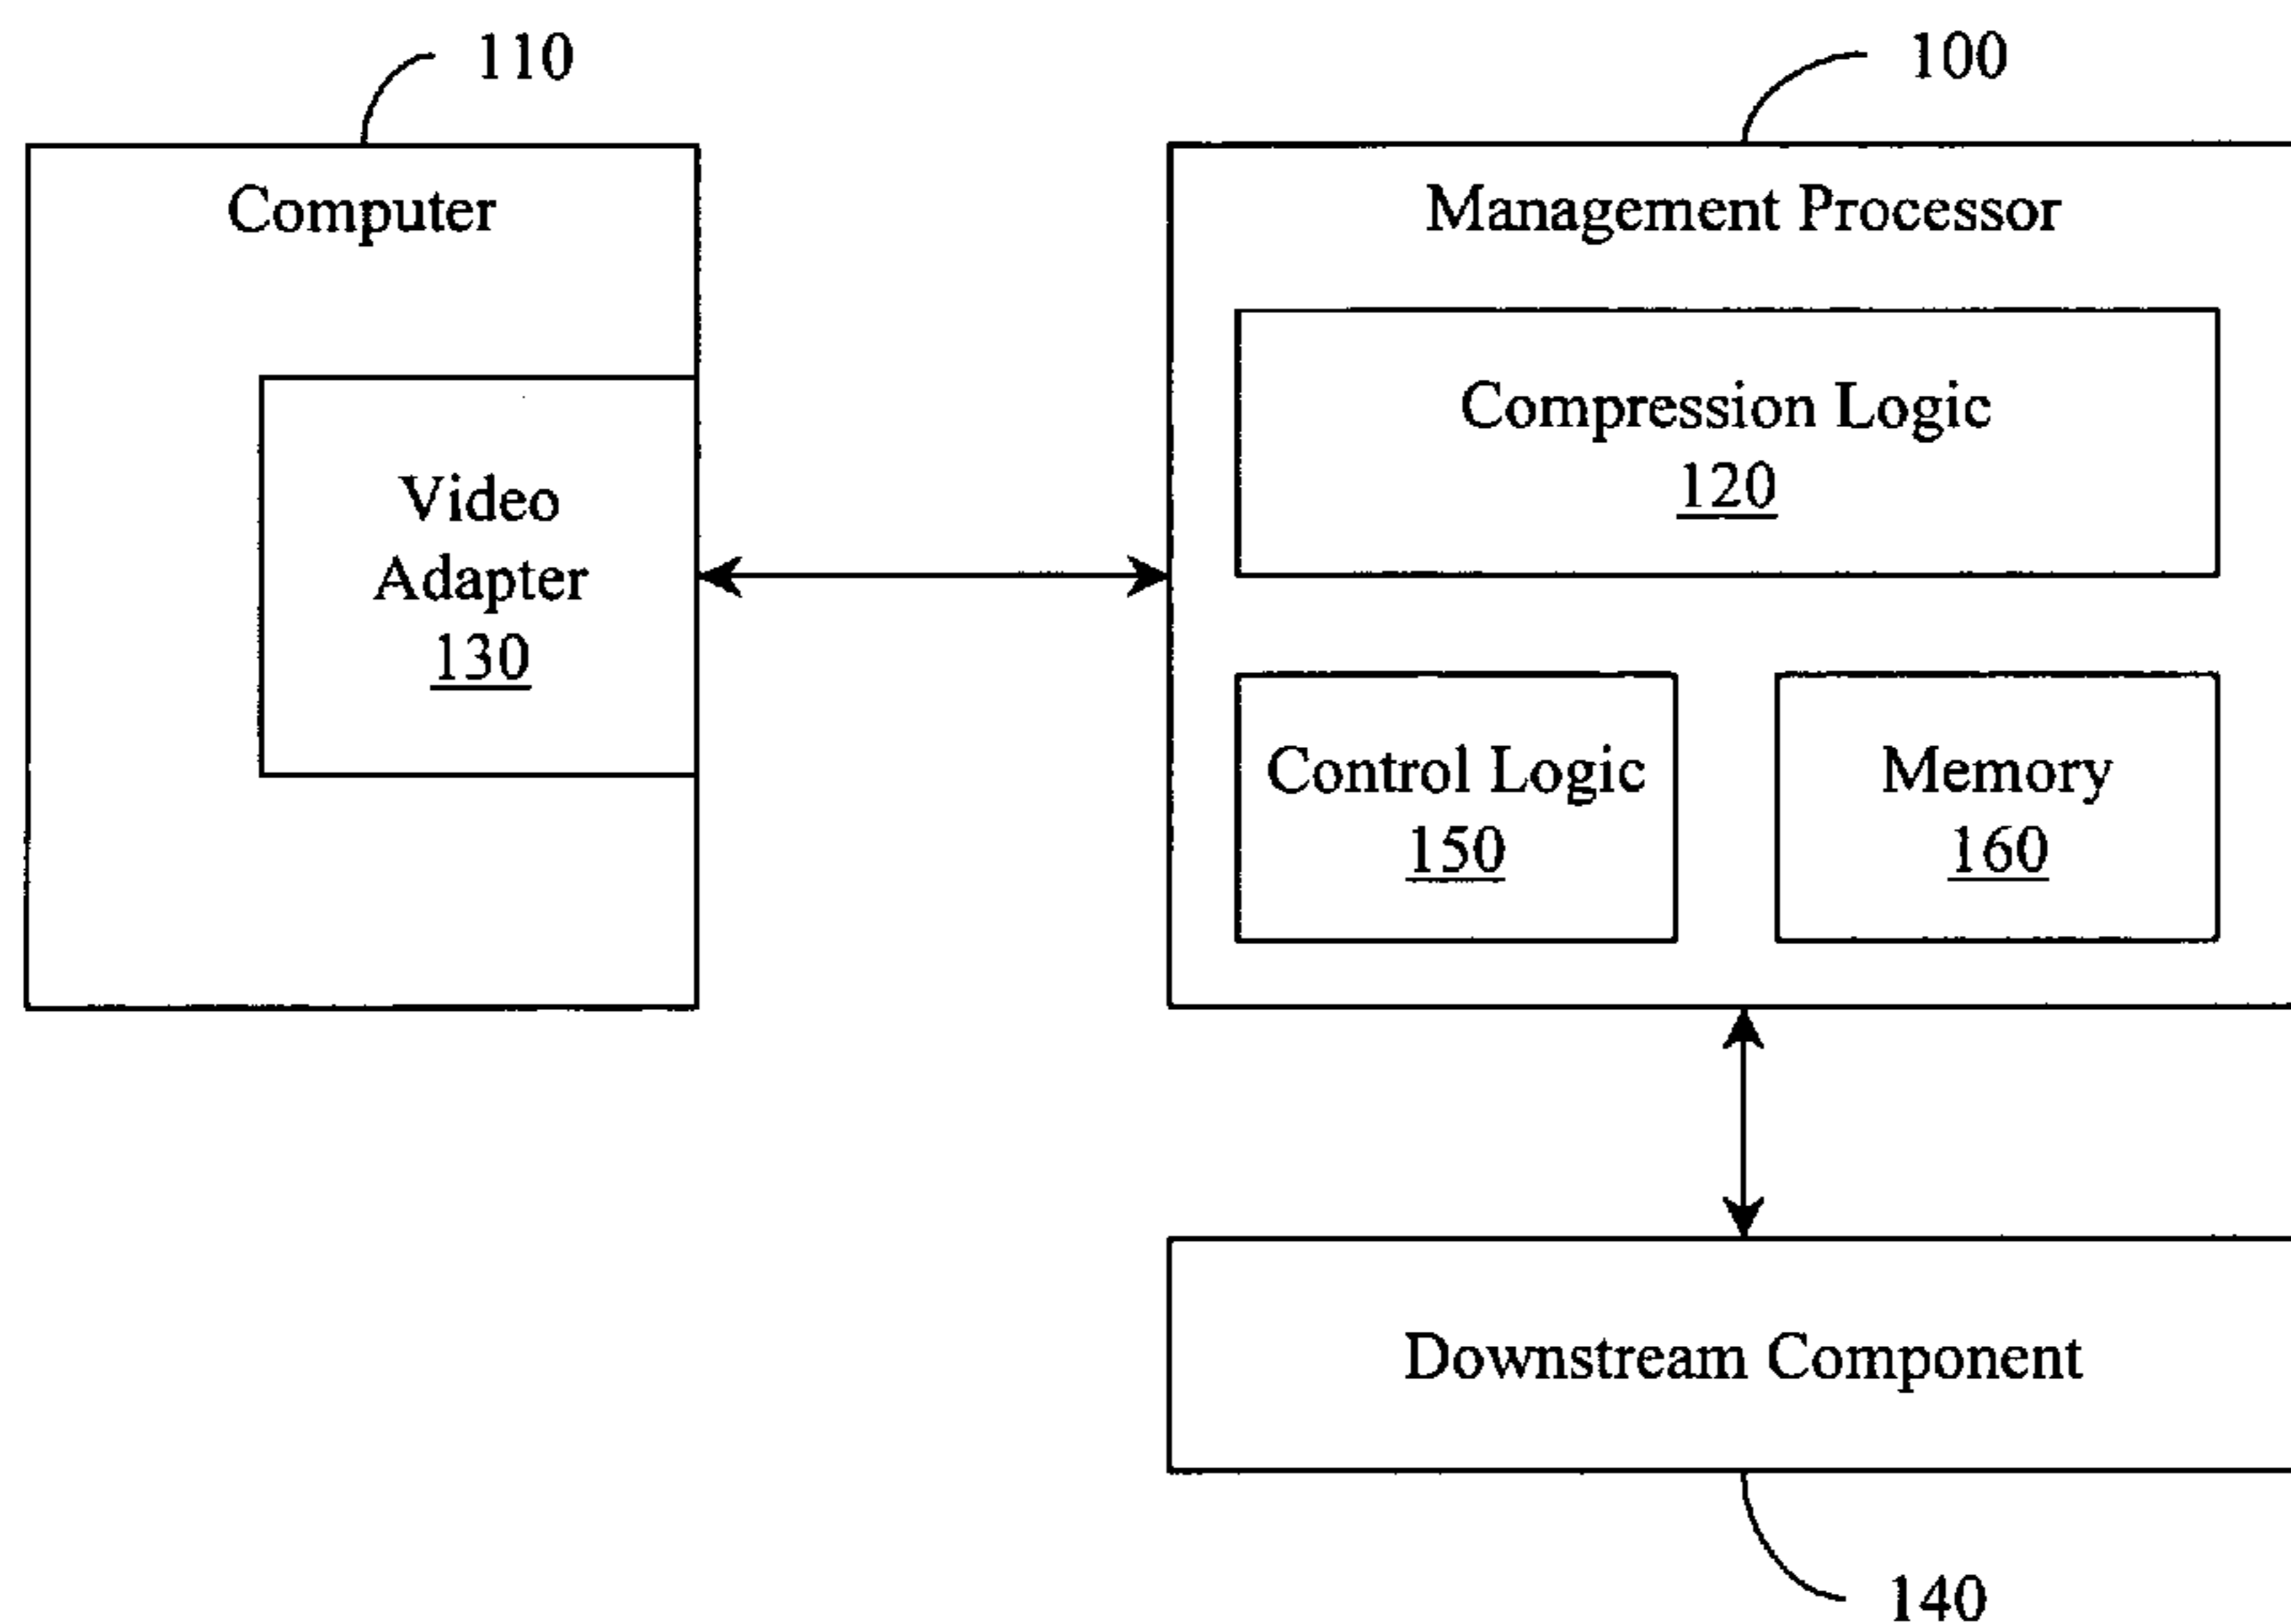 110
100
Computer
Management Processor
Compression Logic
120
Video
Adapter
130
Control Logic
150
Memory
160
Downstream Component
140